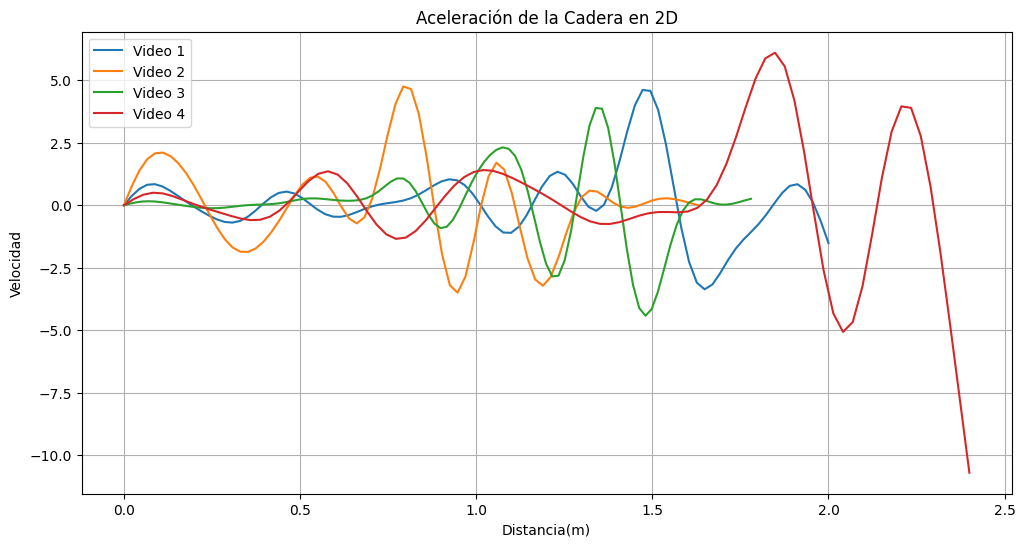 Aceleración de la Cadera en 2D
Video 1
Video 2
Video 3
Video 4
Velocidad
5.0
2.5
0.0
−2.5
−5.0
−7.5
−10.0
0.0 0.5 1.0 1.5 2.0 2.5
Distancia(m)